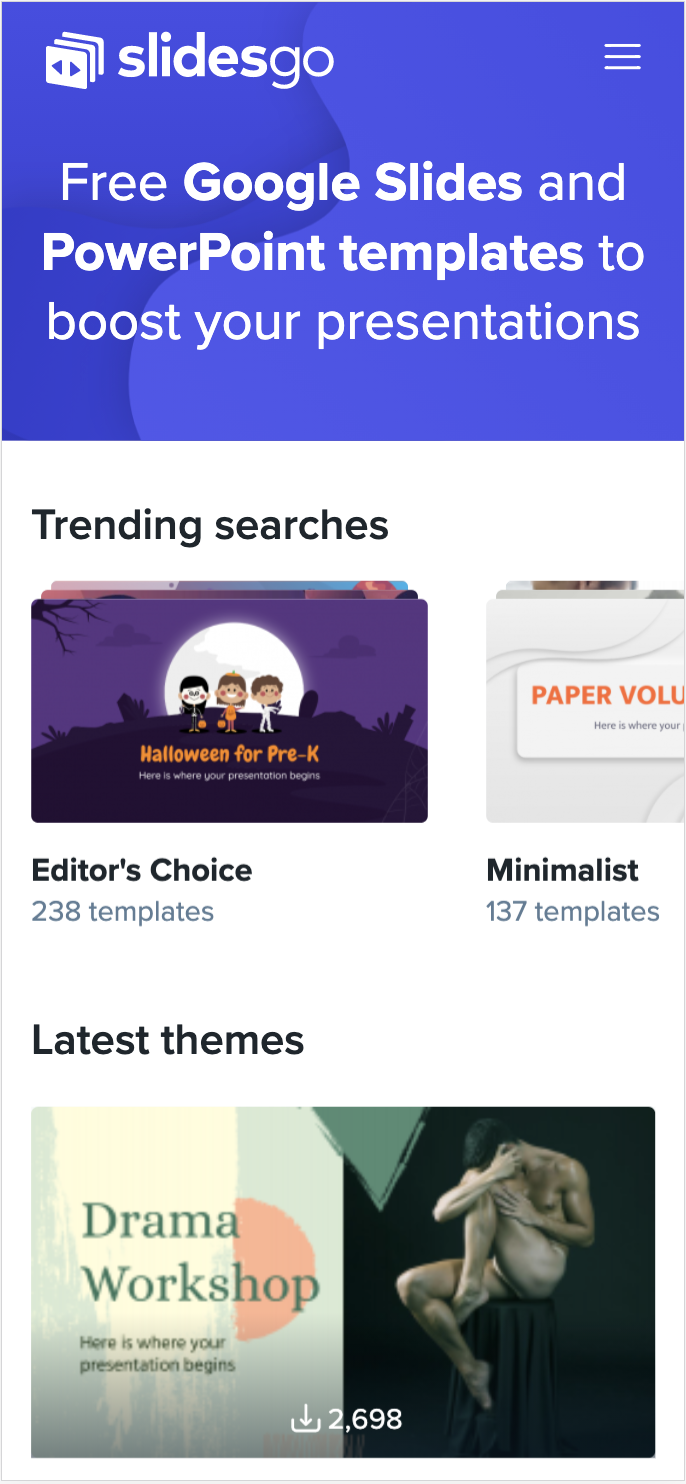 slidesgo
Free Google Slides and
PowerPoint templates to
boost your presentations
Trending searches
Halloween for Pre-K
Here is where your presentation begins
PAPER VOLU
Here is where your
Editor's Choice
238 templates
Minimalist
137 templates
Latest themes
Drama
Workshop
Here is where your
presentation begins
2,698